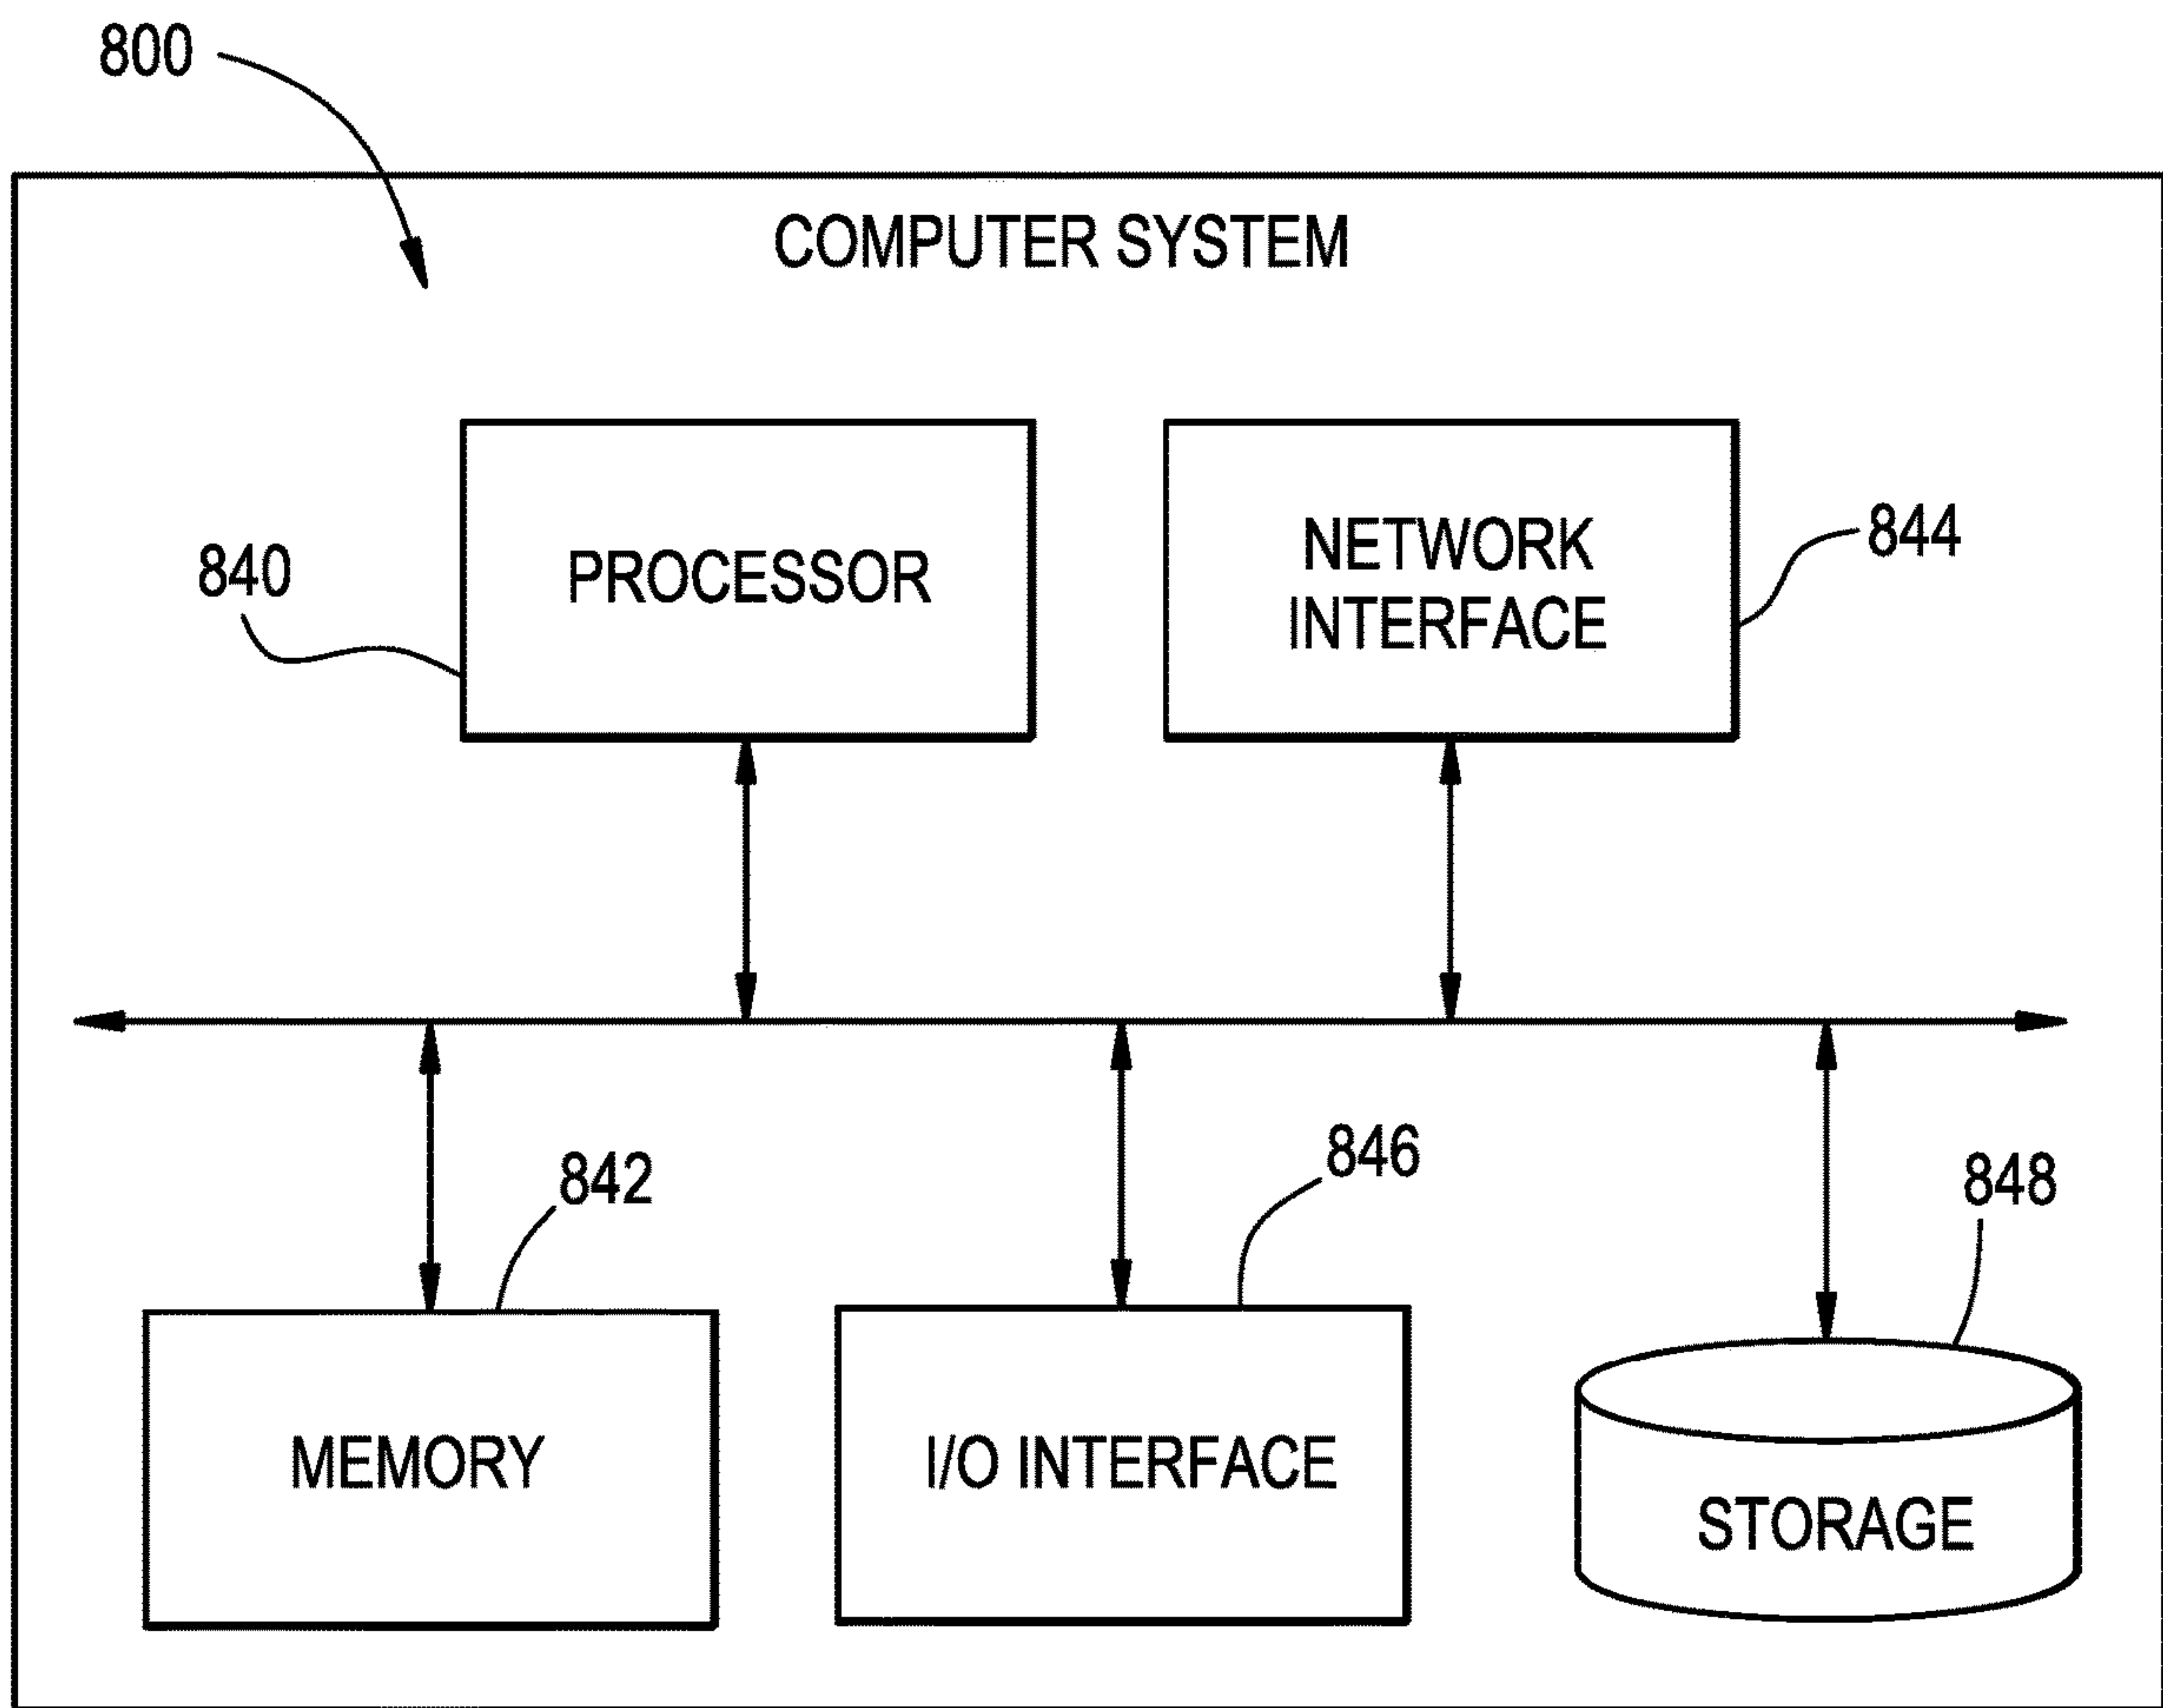 800
COMPUTER SYSTEM
840
PROCESSOR
NETWORK
INTERFACE
844
842
846
848
MEMORY
I/O INTERFACE
STORAGE